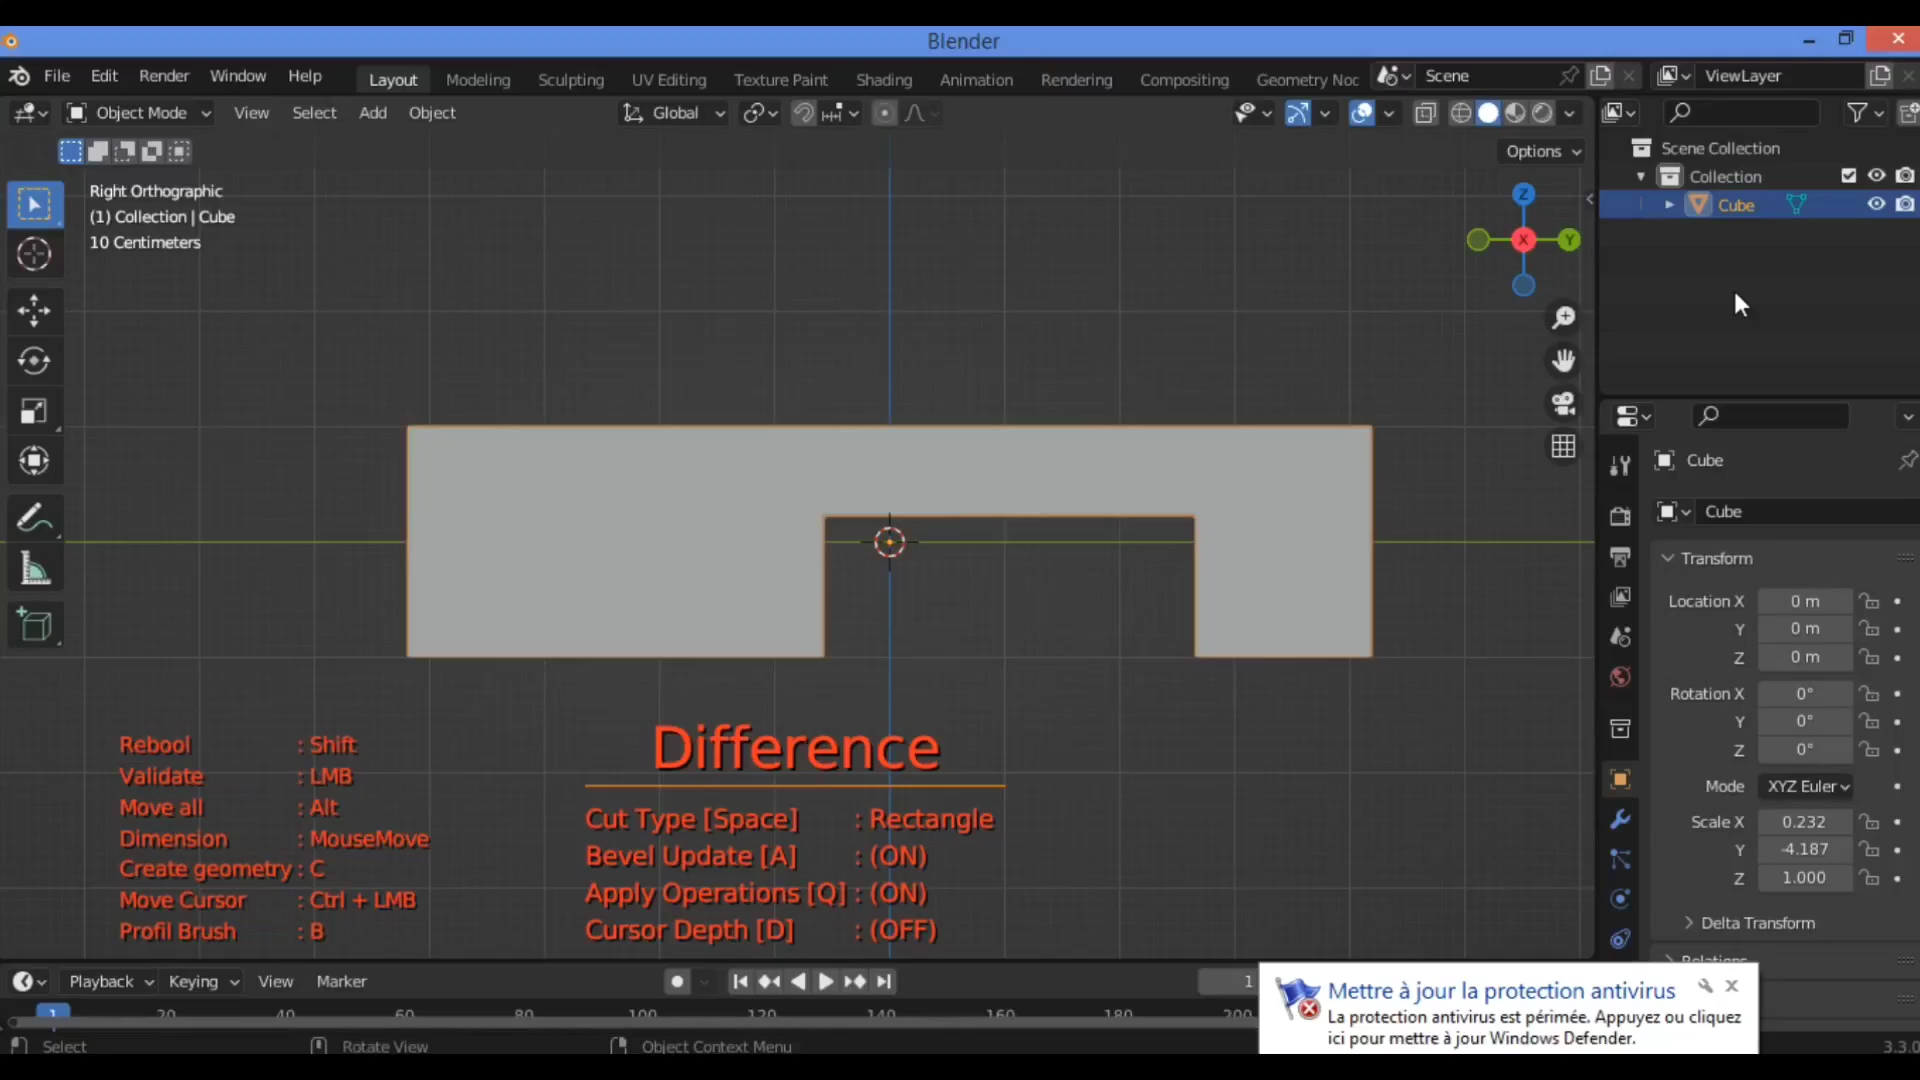 Blender
File Edit Render Window Help Layout Modeling Sculpting UV Editing Texture Paint Shading Animation Rendering Compositing Geometry Noc Scene ViewLayer
Object Mode View Select Add Object Global
Options
Right Orthographic
(1) Collection | Cube
10 Centimeters
Z
X
Y
Scene Collection
Collection
Cube
Cube
Cube
Transform
Location X 0 m
Y 0 m
Z 0 m
Rotation X 0°
Y 0°
Z 0°
Mode XYZ Euler
Scale X 0.232
Y -4.187
Z 1.000
Delta Transform
Relations
Rebool : Shift
Validate : LMB
Move all : Alt
Dimension : MouseMove
Create geometry : C
Move Cursor : Ctrl + LMB
Profil Brush : B
Difference
Cut Type [Space] : Rectangle
Bevel Update [A] : (ON)
Apply Operations [Q] : (ON)
Cursor Depth [D] : (OFF)
Playback Keying View Marker 1
1 20 40 60 80 100 120 140 160 180 200
Select Rotate View Object Context Menu 3.3.0
Mettre à jour la protection antivirus
La protection antivirus est périmée. Appuyez ou cliquez
ici pour mettre à jour Windows Defender.